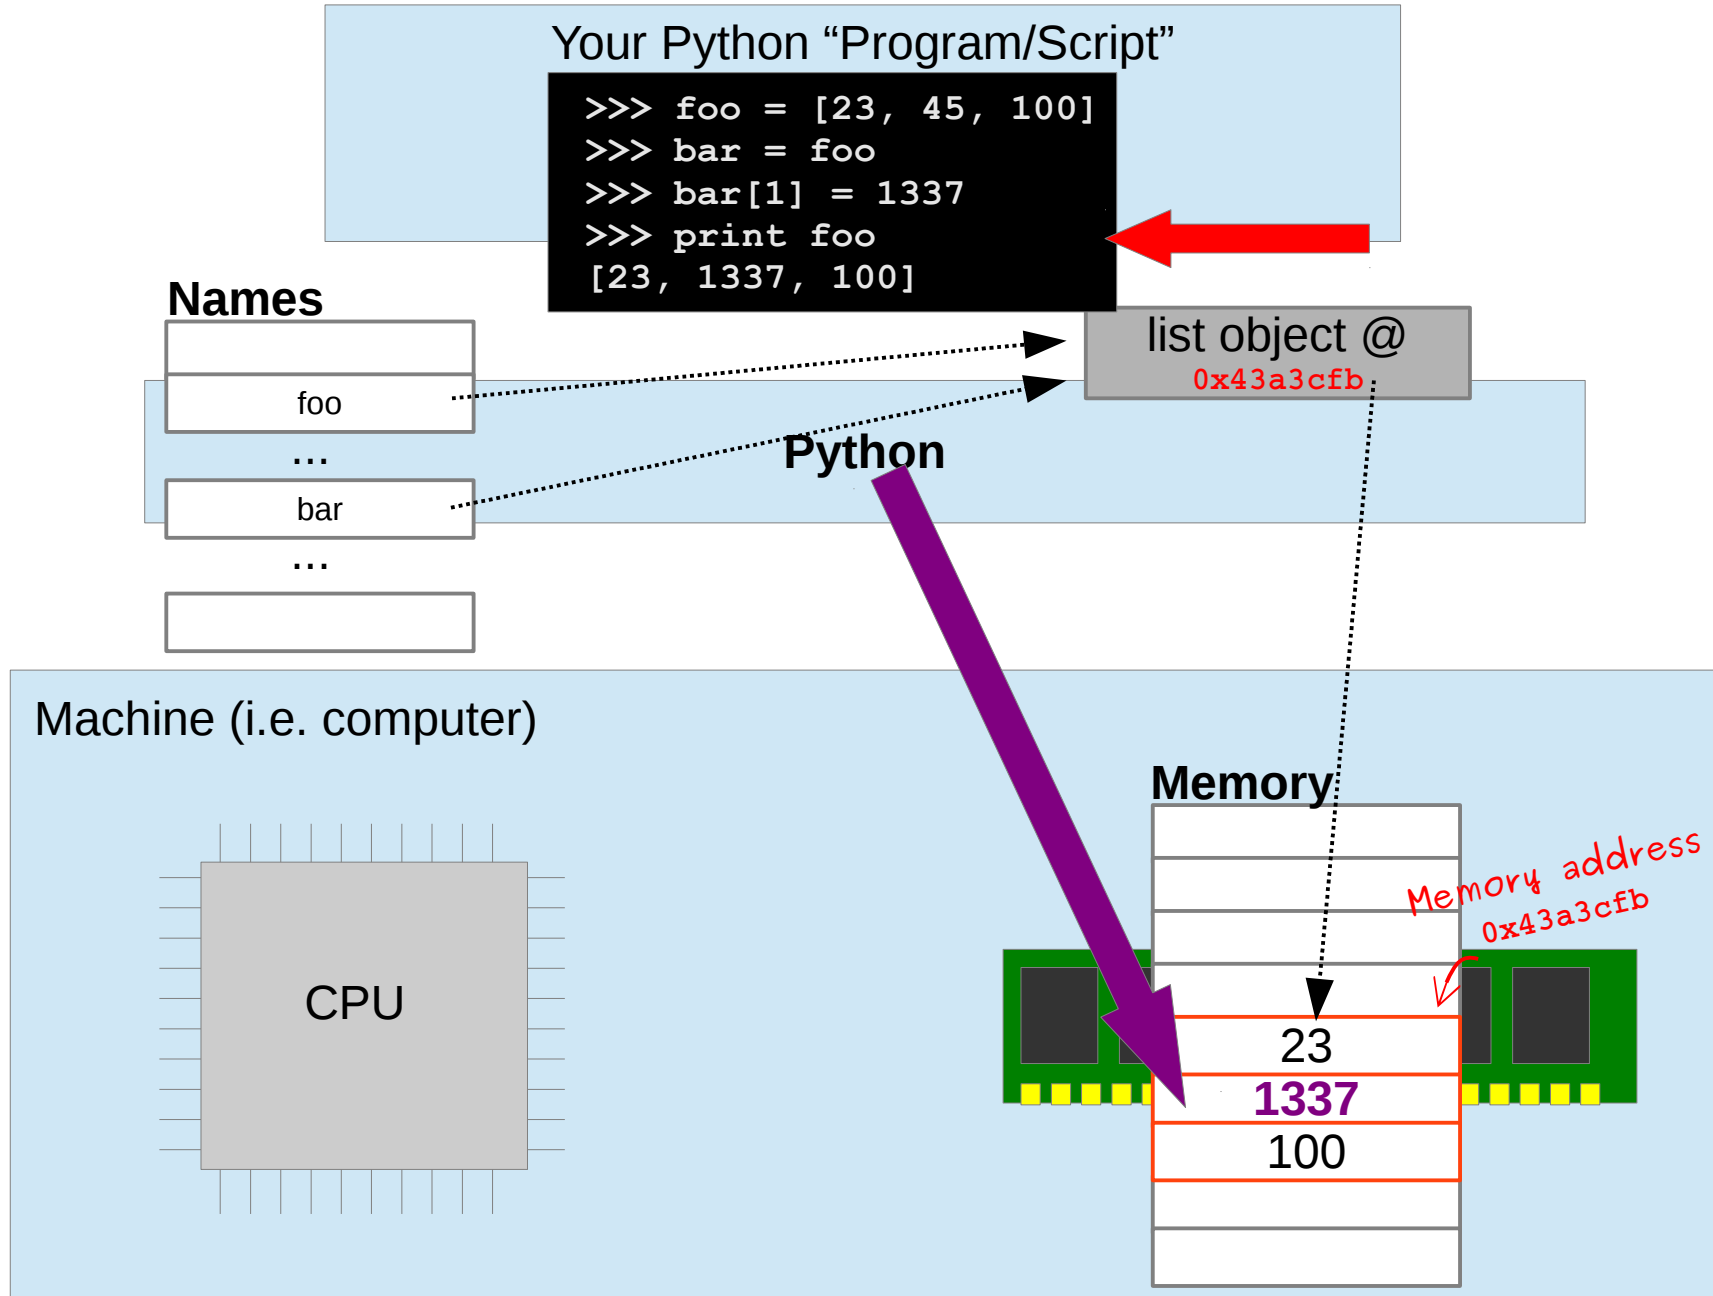 Your Python “Program/Script”
>>> foo = [23, 45, 100]
>>> bar = foo
>>> bar[1] = 1337
>>> print foo
[23, 1337, 100]
Names
list object @
0x43a3cfb
foo
...
Python
bar
...
Machine (i.e. computer)
Memory
Memory address
0x43a3cfb
CPU
23
1337
100